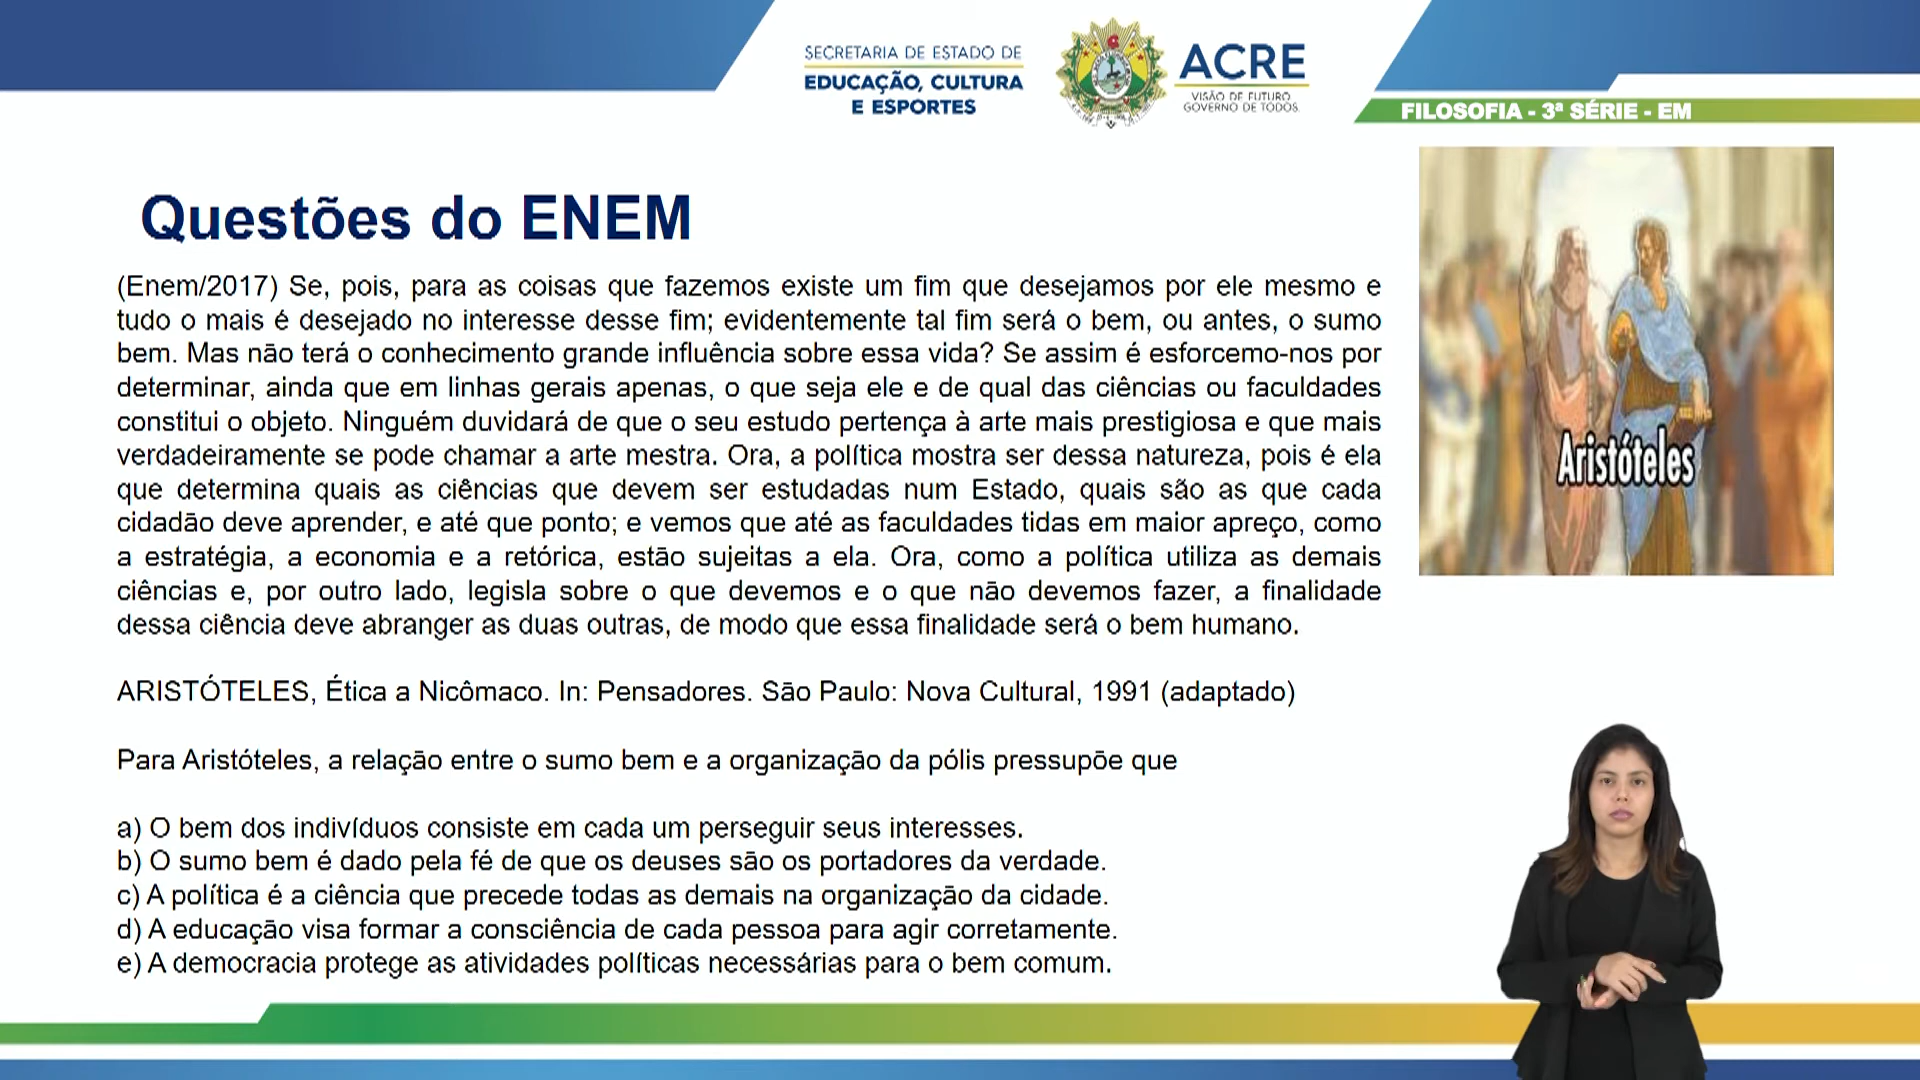 SECRETARIA DE ESTADO DE
EDUCAÇÃO, CULTURA
E ESPORTES
ACRE
VISÃO DE FUTURO
GOVERNO DE TODOS
FILOSOFIA - 3ª SÉRIE - EM
Questões do ENEM
(Enem/2017) Se, pois, para as coisas que fazemos existe um fim que desejamos por ele mesmo e
tudo o mais é desejado no interesse desse fim; evidentemente tal fim será o bem, ou antes, o sumo
bem. Mas não terá o conhecimento grande influência sobre essa vida? Se assim é esforcemo-nos por
determinar, ainda que em linhas gerais apenas, o que seja ele e de qual das ciências ou faculdades
constitui o objeto. Ninguém duvidará de que o seu estudo pertença à arte mais prestigiosa e que mais
verdadeiramente se pode chamar a arte mestra. Ora, a política mostra ser dessa natureza, pois é ela
que determina quais as ciências que devem ser estudadas num Estado, quais são as que cada
cidadão deve aprender, e até que ponto; e vemos que até as faculdades tidas em maior apreço, como
a estratégia, a economia e a retórica, estão sujeitas a ela. Ora, como a política utiliza as demais
ciências e, por outro lado, legisla sobre o que devemos e o que não devemos fazer, a finalidade
dessa ciência deve abranger as duas outras, de modo que essa finalidade será o bem humano.
Aristóteles
ARISTÓTELES, Ética a Nicômaco. In: Pensadores. São Paulo: Nova Cultural, 1991 (adaptado)
Para Aristóteles, a relação entre o sumo bem e a organização da pólis pressupõe que
a) O bem dos indivíduos consiste em cada um perseguir seus interesses.
b) O sumo bem é dado pela fé de que os deuses são os portadores da verdade.
c) A política é a ciência que precede todas as demais na organização da cidade.
d) A educação visa formar a consciência de cada pessoa para agir corretamente.
e) A democracia protege as atividades políticas necessárias para o bem comum.